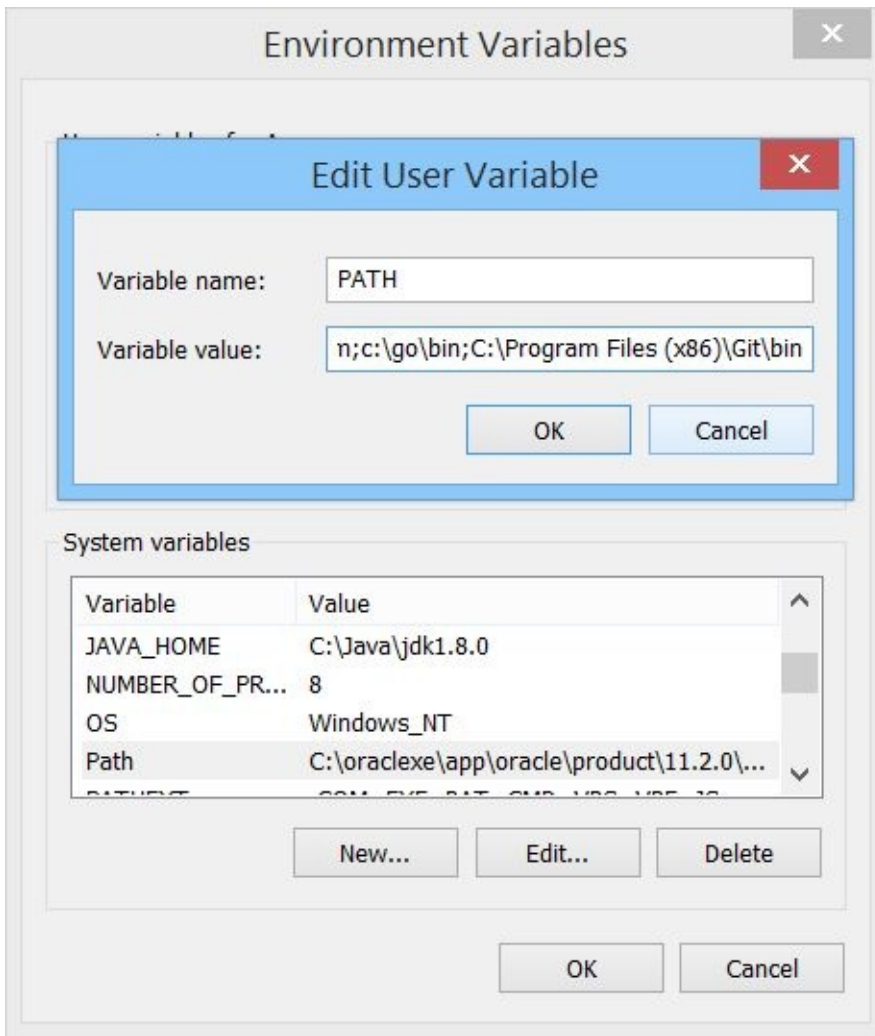 Environment Variables
Edit User Variable
Variable name: PATH
Variable value: n;c:\go\bin;C:\Program Files (x86)\Git\bin
OK Cancel
System variables
Variable Value
JAVA_HOME C:\Java\jdk1.8.0
NUMBER_OF_PR... 8
OS Windows_NT
Path C:\oraclexe\app\oracle\product\11.2.0\...
New... Edit... Delete
OK Cancel